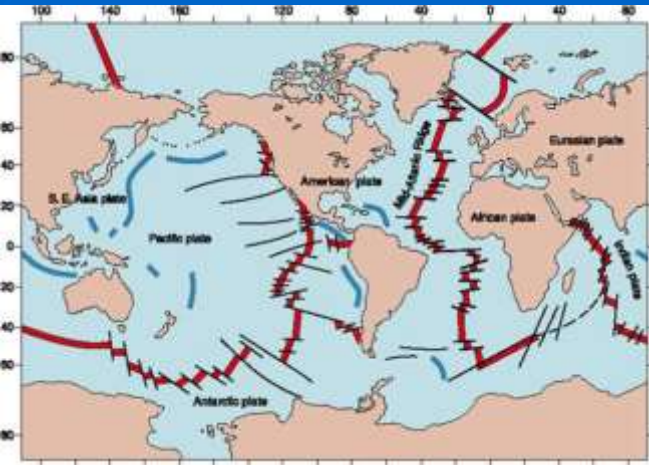 100 140 120 80 40 0 40 80
80
60
Eurasian plate
Mid-Atlantic Ridge
40
American plate
S. E. Asia plate
20
African plate
Pacific plate
0
Indian plate
20
40
60
Antarctic plate
80